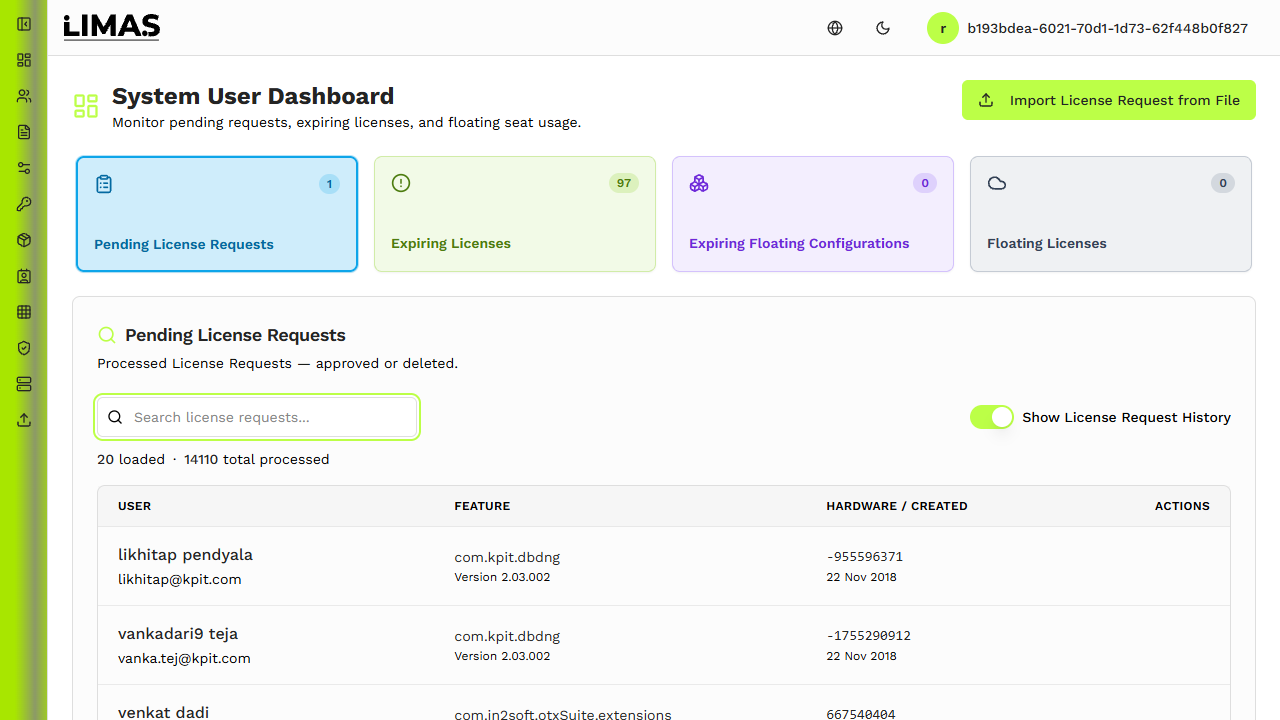 LIMAS
r
b193bdea-6021-70d1-1d73-62f448b0f827
System User Dashboard
Monitor pending requests, expiring licenses, and floating seat usage.
Import License Request from File
1
Pending License Requests
97
Expiring Licenses
0
Expiring Floating Configurations
0
Floating Licenses
Pending License Requests
Processed License Requests — approved or deleted.
Search license requests...
Show License Request History
20 loaded · 14110 total processed
USER FEATURE HARDWARE / CREATED ACTIONS
likhitap pendyala com.kpit.dbdng -955596371
likhitap@kpit.com Version 2.03.002 22 Nov 2018
vankadari9 teja com.kpit.dbdng -1755290912
vanka.tej@kpit.com Version 2.03.002 22 Nov 2018
venkat dadi com.in2soft.otxSuite.extensions 667540404